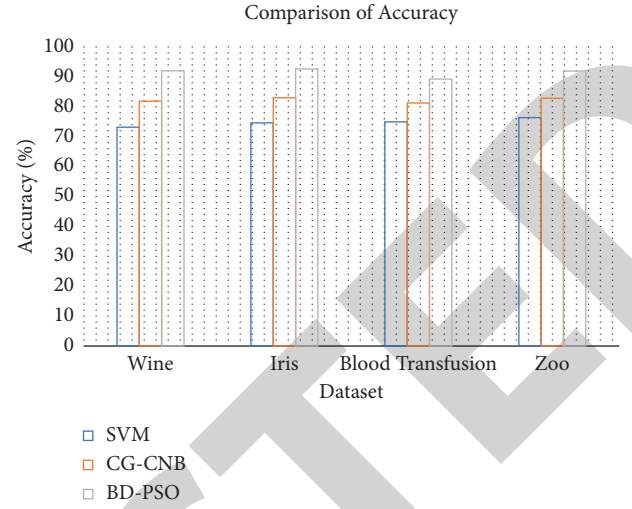 Comparison of Accuracy
100
90
80
70
60
50
40
30
20
10
0
Accuracy (%)
Wine Iris Blood Transfusion Zoo
Dataset
SVM
CG-CNB
BD-PSO